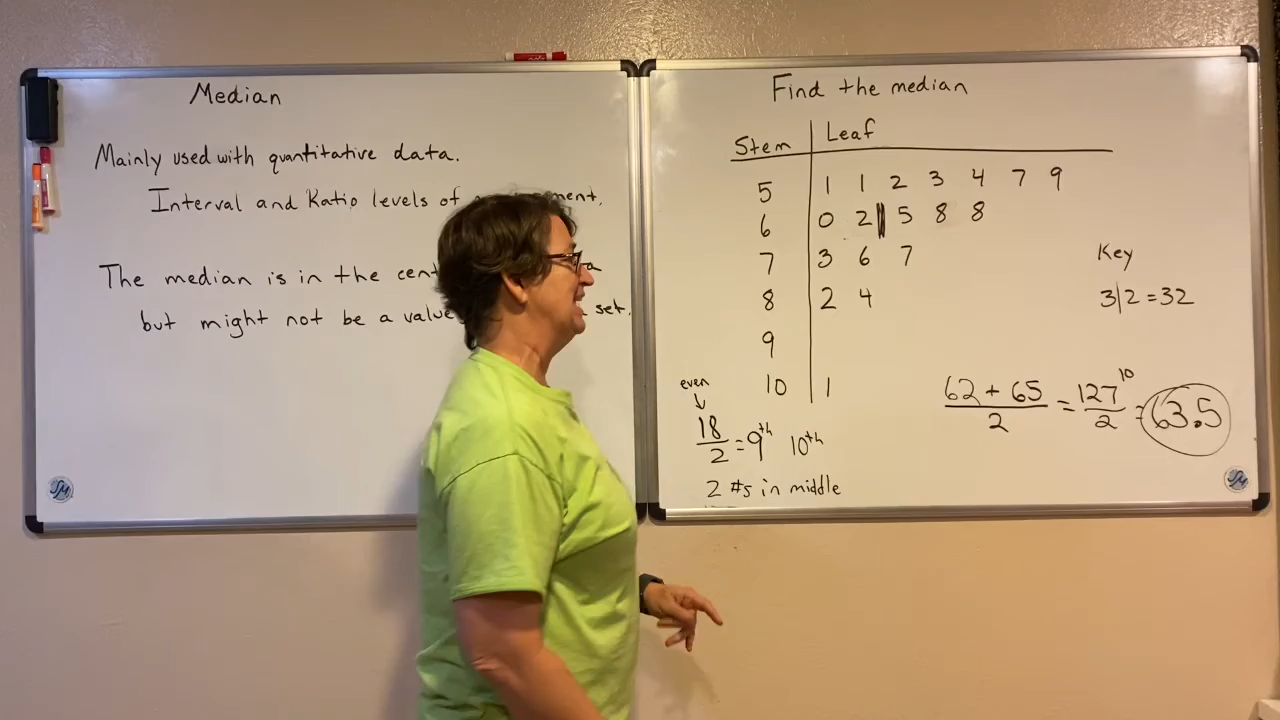 Median
Mainly used with quantitative data.
Interval and Ratio levels of
The median is in the
but might not be a value set.
SM
Find the median
Stem | Leaf
5 | 1 1 2 3 4 7 9
6 | 0 2 | 5 8 8
7 | 3 6 7
8 | 2 4
9 |
10 | 1
Key
3|2 = 32
even
18/2 = 9th 10th
2 #s in middle
62 + 65/2 = 127/2 = 63.5
10
SM